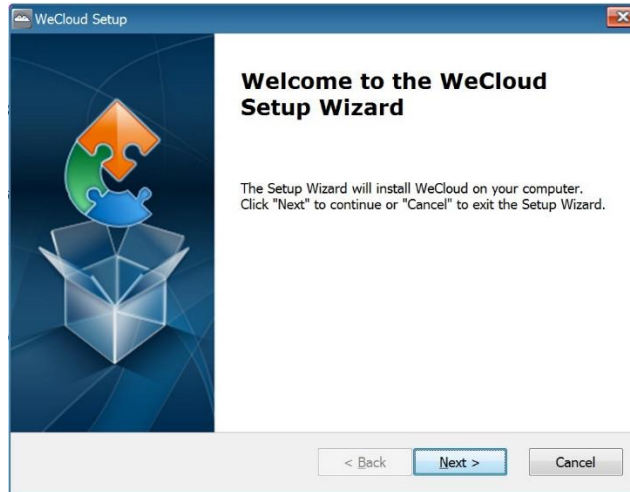 WeCloud Setup
Welcome to the WeCloud
Setup Wizard
The Setup Wizard will install WeCloud on your computer.
Click "Next" to continue or "Cancel" to exit the Setup Wizard.
< Back
Next >
Cancel